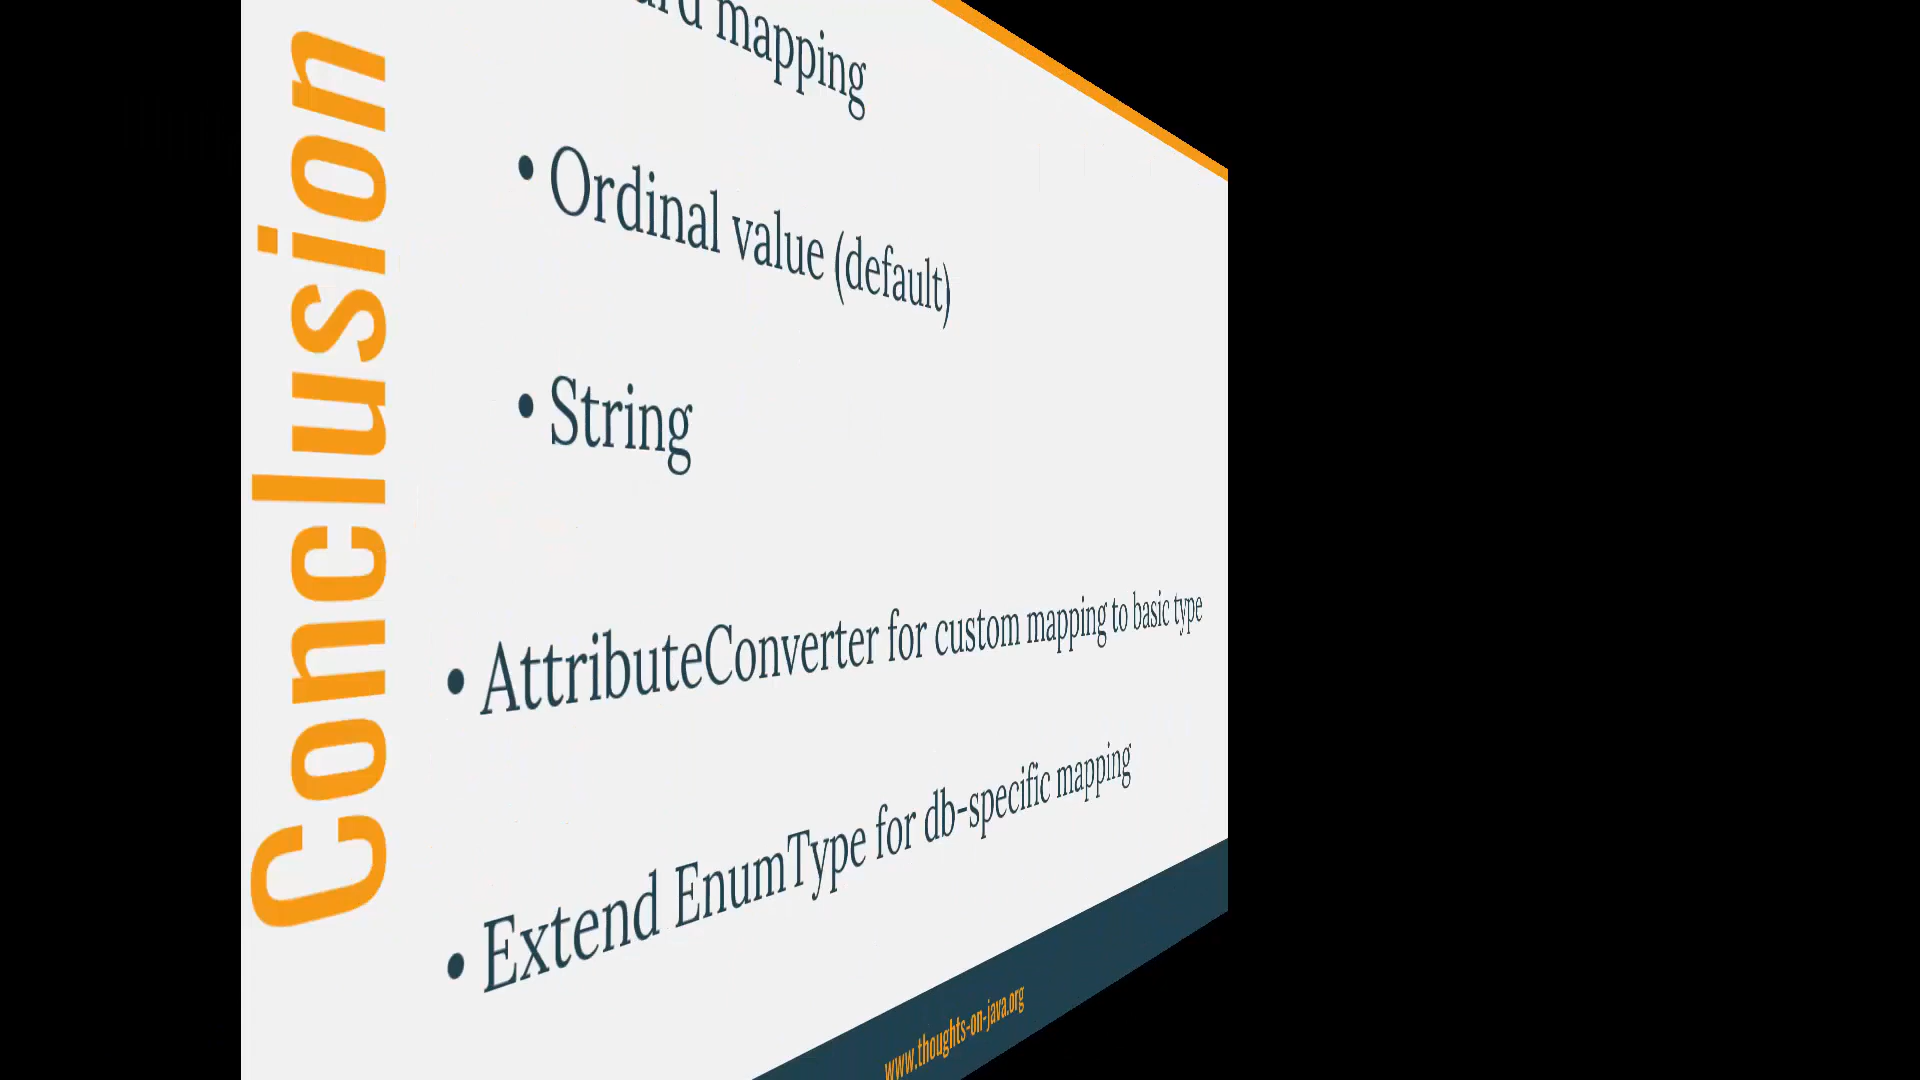 Conclusion
mapping
• Ordinal value (default)
• String
• AttributeConverter for custom mapping to basic type
• Extend EnumType for db-specific mapping
www.thoughts-on-java.org